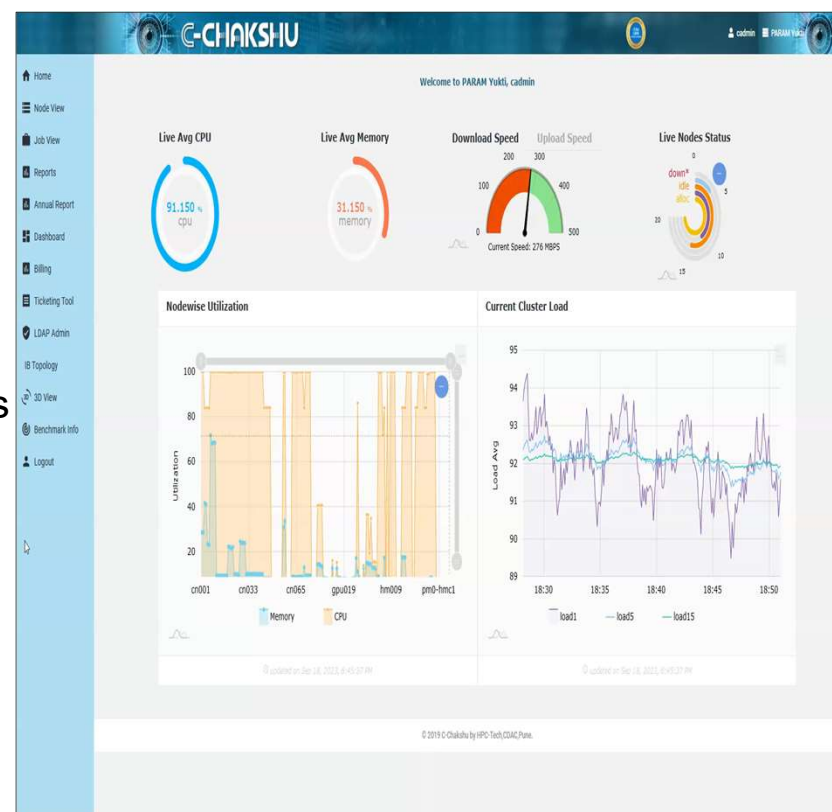 C-CHAKSHU
cadmin PARAM Yukti
Home
Node View
Job View
Reports
Annual Report
Dashboard
Billing
Ticketing Tool
LDAP Admin
IB Topology
3D View
Benchmark Info
Logout
s
Welcome to PARAM Yukti, cadmin
Live Avg CPU
91.150 %
cpu
Live Avg Memory
31.150 %
memory
Download Speed Upload Speed
0 100 200 300 400 500
Current Speed: 276 MBPS
Live Nodes Status
down*
idle
alloc
0 5 10 15 20
Nodewise Utilization
Utilization
100
80
60
40
20
cn001 cn033 cn065 gpu019 hm009 pm0-hmc1
Memory CPU
Current Cluster Load
Load Avg
95
94
93
92
91
90
89
18:30 18:35 18:40 18:45 18:50
load1 load5 load15
© 2019 C-Chakshu by HPC-Tech,CDAC,Pune.